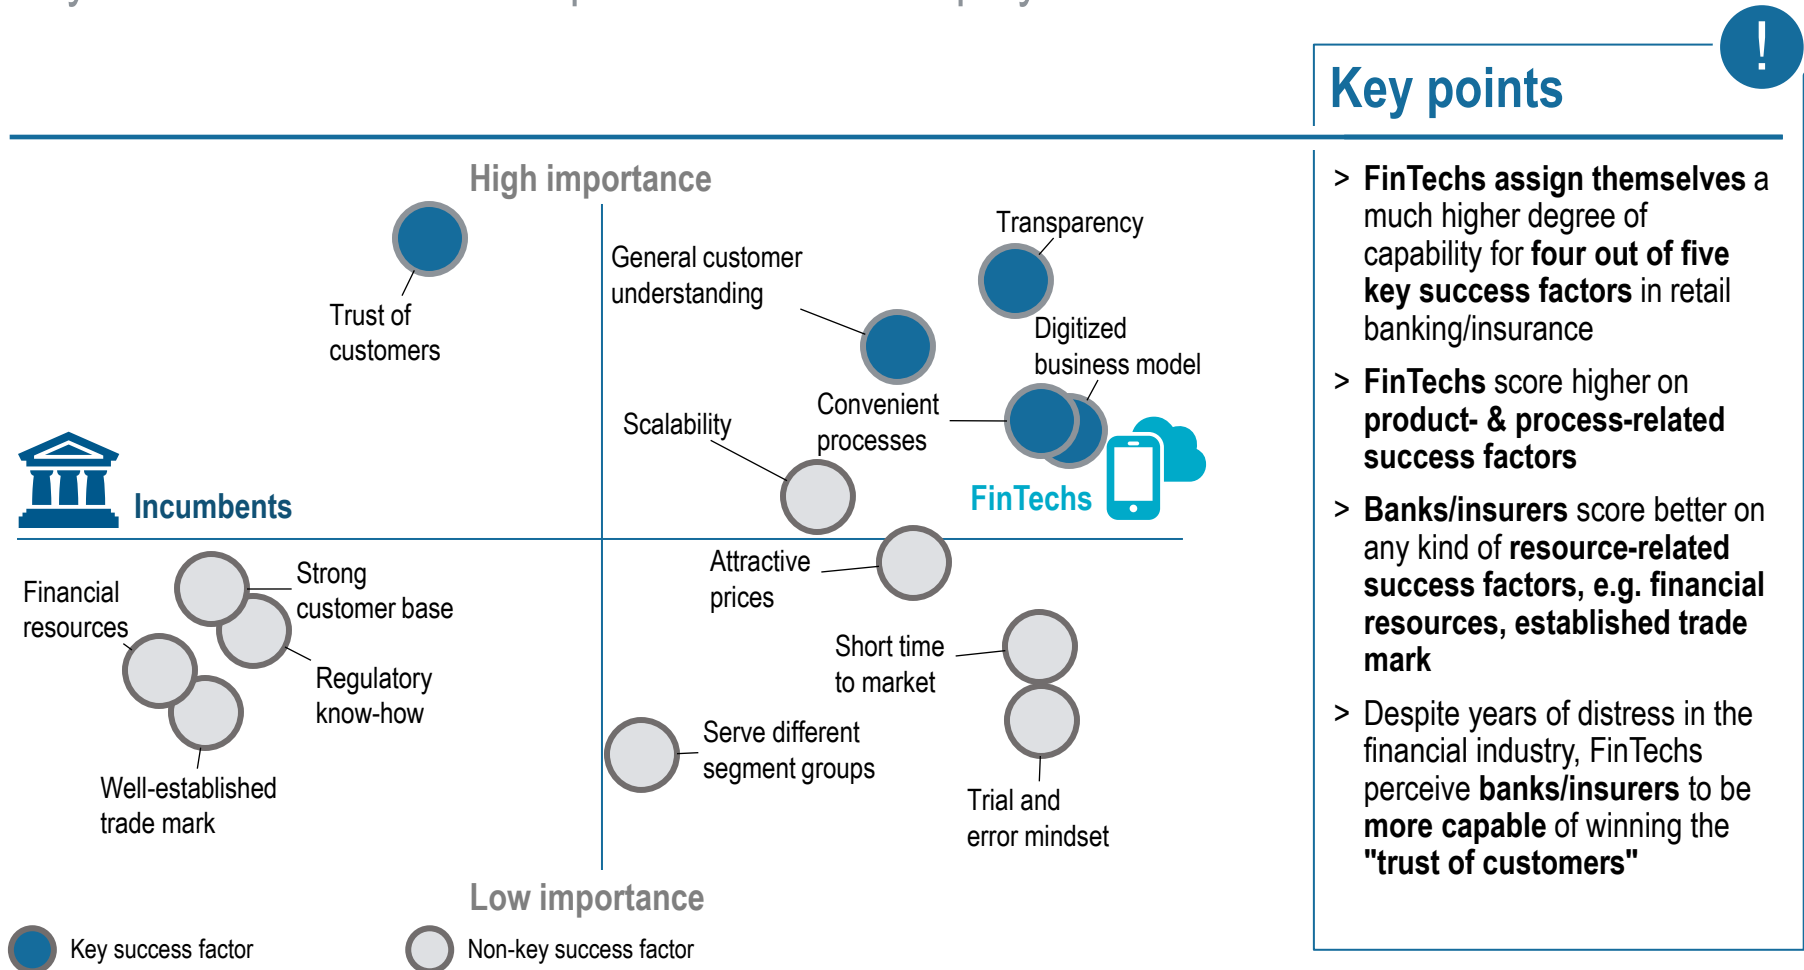 !
Key points
High importance
Transparency
General customer
understanding
Trust of
customers
Digitized
business model
Convenient
processes
Scalability
Incumbents
FinTechs
Attractive
prices
Strong
customer base
Financial
resources
Regulatory
know-how
Short time
to market
Serve different
segment groups
Well-established
trade mark
Trial and
error mindset
Low importance
Key success factor
Non-key success factor
> FinTechs assign themselves a
much higher degree of
capability for four out of five
key success factors in retail
banking/insurance
> FinTechs score higher on
product- & process-related
success factors
> Banks/insurers score better on
any kind of resource-related
success factors, e.g. financial
resources, established trade
mark
> Despite years of distress in the
financial industry, FinTechs
perceive banks/insurers to be
more capable of winning the
"trust of customers"